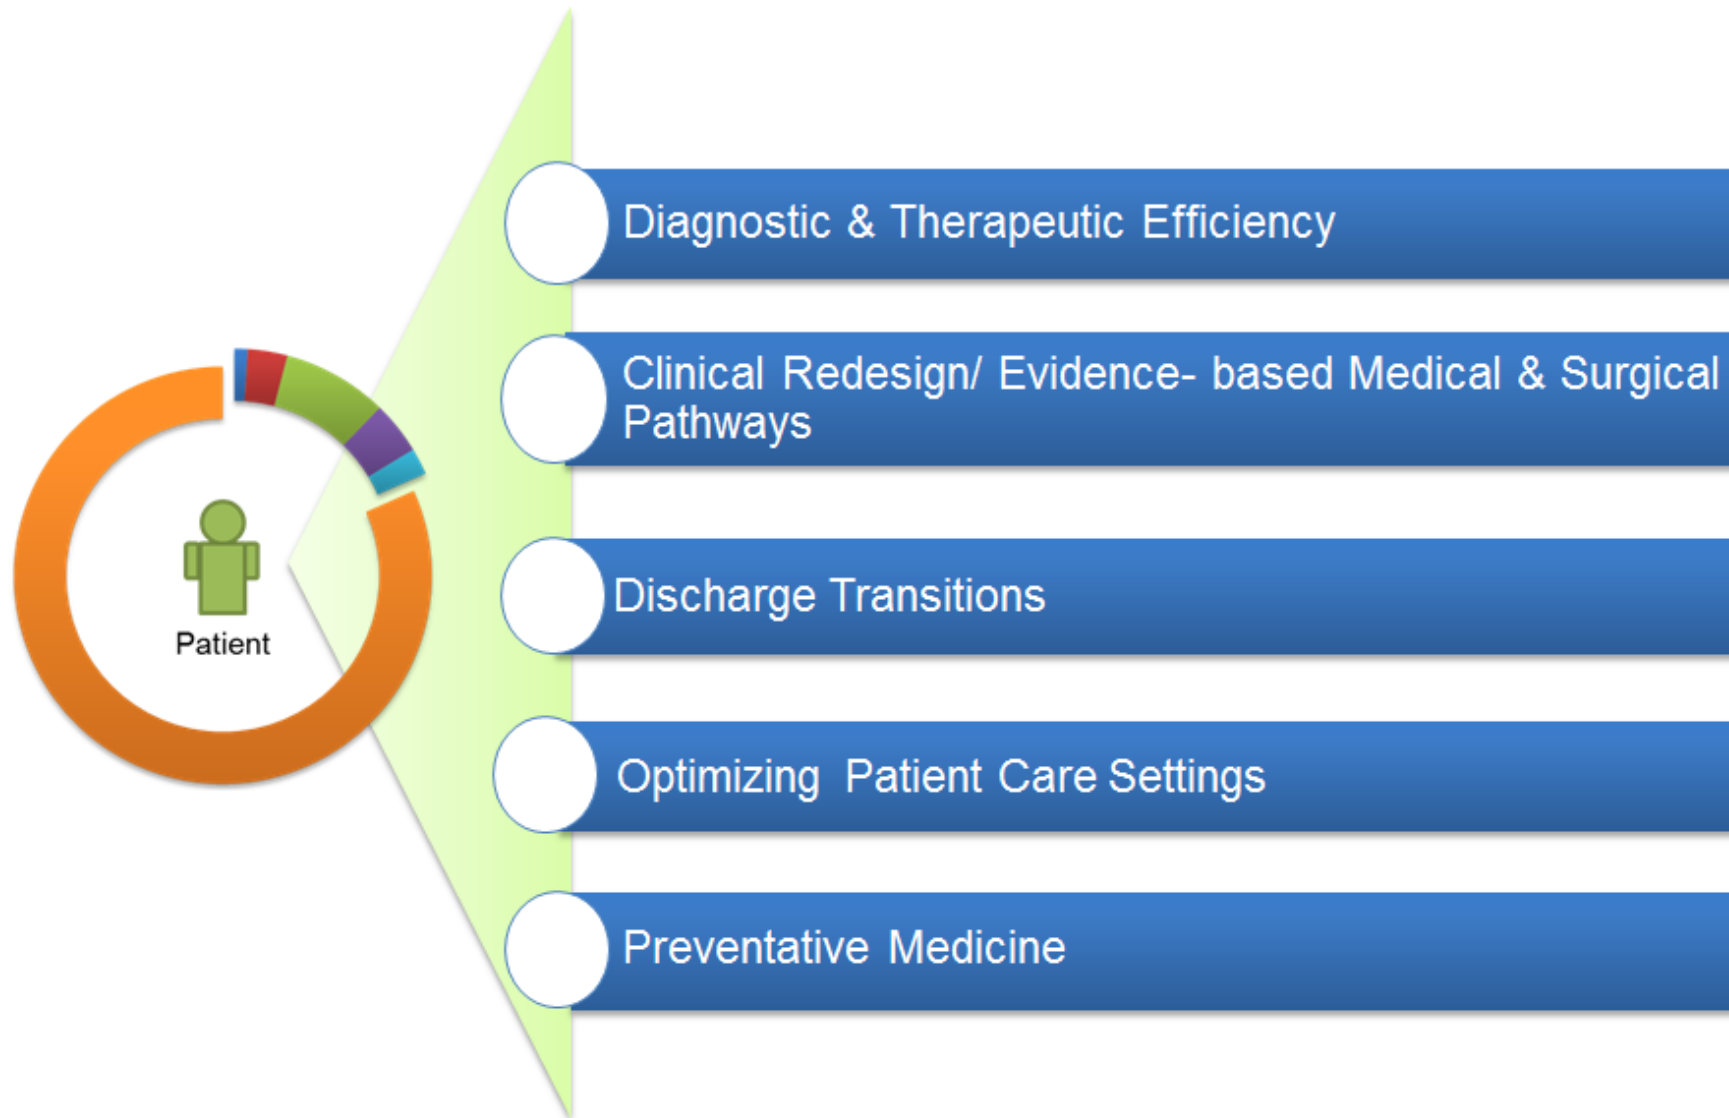 Diagnostic & Therapeutic Efficiency
Clinical Redesign/ Evidence- based Medical & Surgical
Pathways
Discharge Transitions
Optimizing Patient Care Settings
Preventative Medicine
Patient